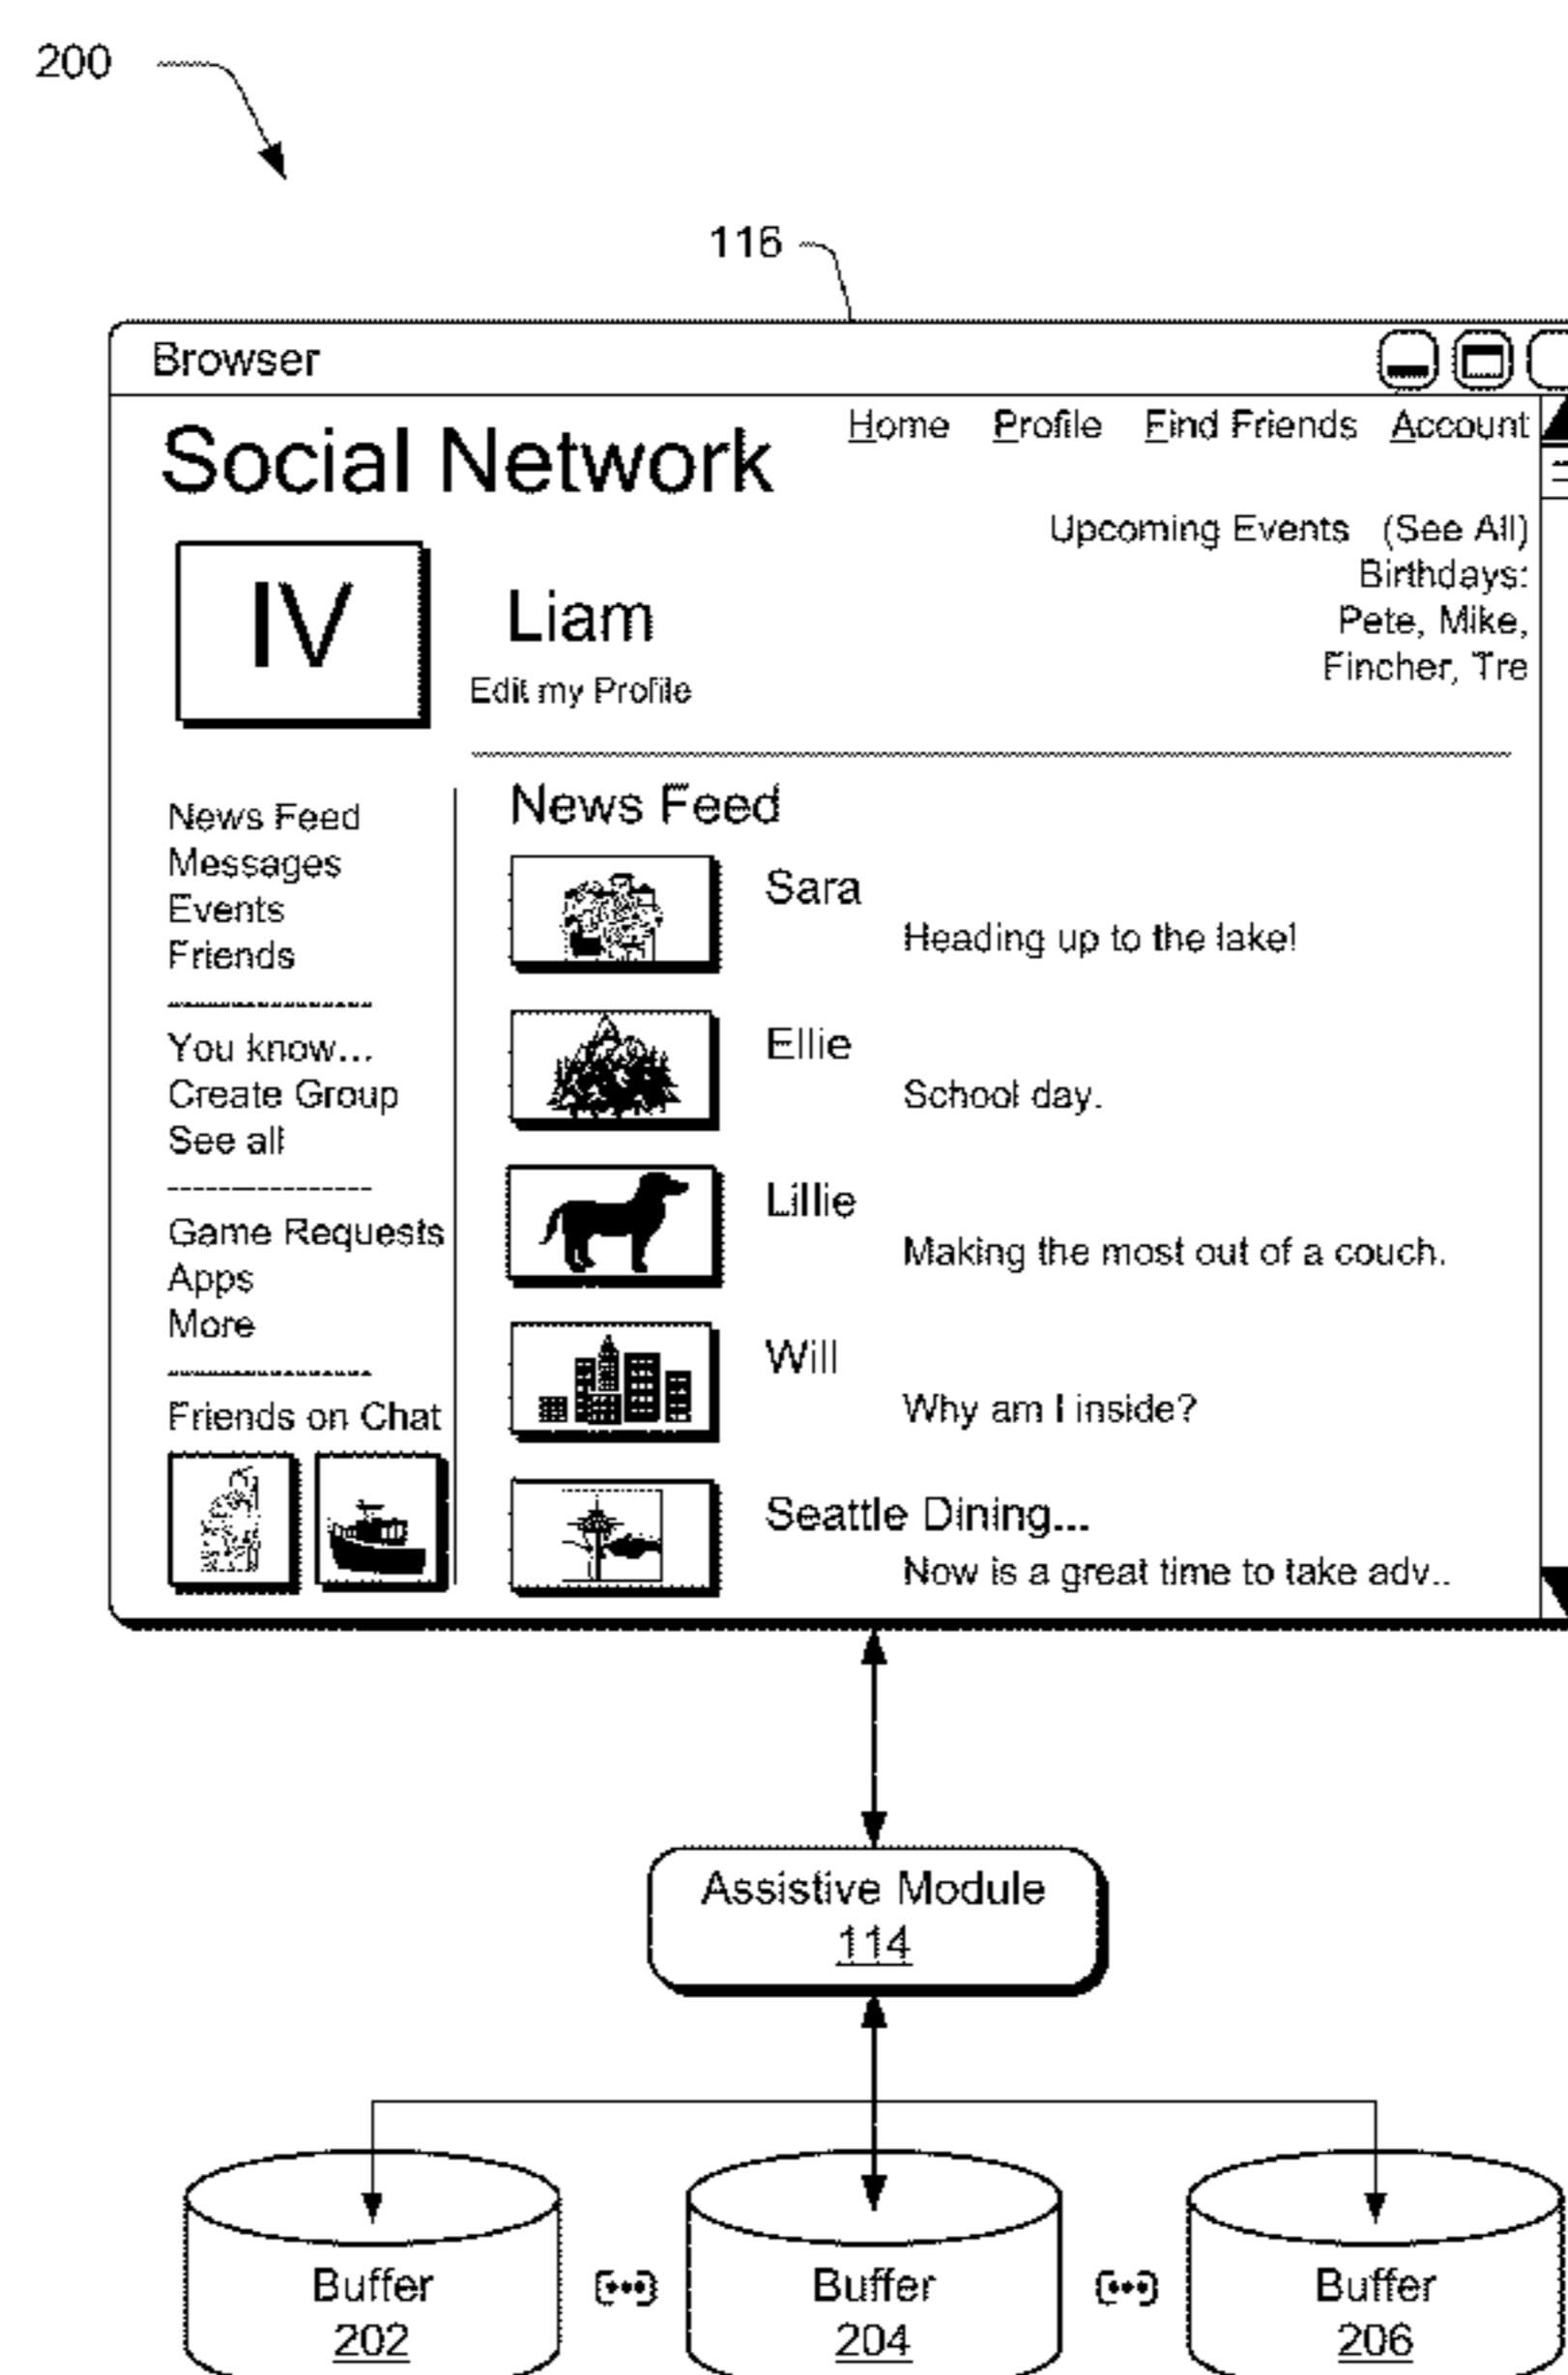 200
116
Browser
Social Network
Home Profile Find Friends Account
Upcoming Events (See All)
Birthdays:
Pete, Mike,
Fincher, Tre
IV
Liam
Edit my Profile
News Feed
Messages
Events
Friends
You know...
Create Group
See all
Game Requests
Apps
More
Friends on Chat
News Feed
Sara
Heading up to the lake!
Ellie
School day.
Lillie
Making the most out of a couch.
Will
Why am I inside?
Seattle Dining...
Now is a great time to take adv..
Assistive Module
114
Buffer
202
Buffer
204
Buffer
206